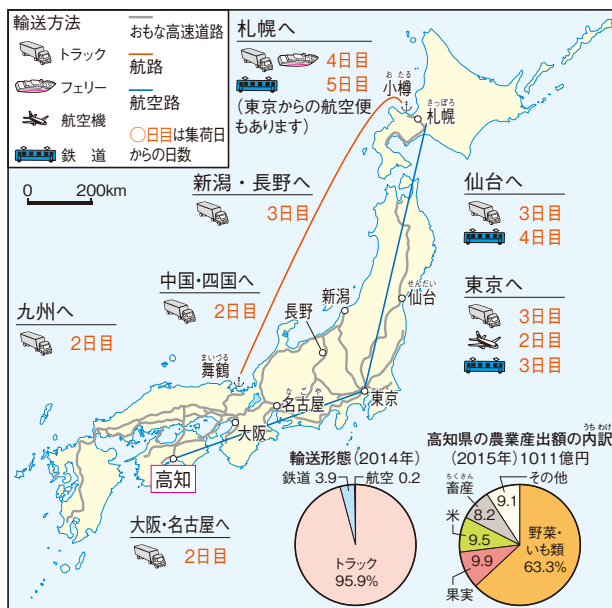 輸送方法
トラック
フェリー
航空機
鉄 道
おもな高速道路
航路
航空路
○日目は集荷日
からの日数
0 200km
札幌へ
4日目
5日目
(東京からの航空便
もあります)
おたる
小樽
さっぽろ
札幌
新潟・長野へ
3日目
仙台へ
3日目
4日目
中国・四国へ
2日目
東京へ
3日目
2日目
3日目
九州へ
2日目
新潟
せんだい
仙台
長野
まいづる
舞鶴
なごや
名古屋
東京
大阪
高知
大阪・名古屋へ
2日目
輸送形態(2014年)
鉄道 3.9
航空 0.2
トラック
95.9%
高知県の農業産出額の内訳
うちわけ
(2015年)1011億円
ちくさん
畜産
8.2
その他
9.1
米
9.5
果実
9.9
野菜・
いも類
63.3%